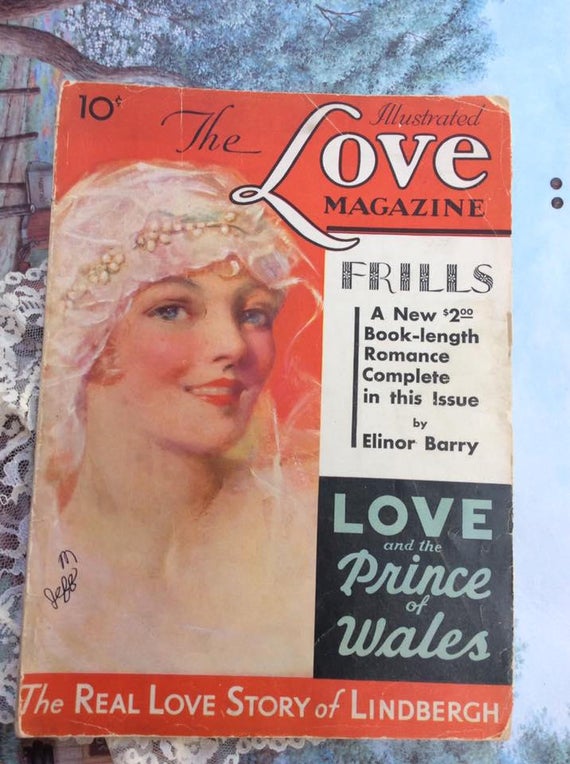 10¢
The Illustrated
Love
MAGAZINE
FRILLS
A New $2.00
Book-length
Romance
Complete
in this Issue
by
Elinor Barry
LOVE
and the
Prince
of
Wales
The REAL LOVE STORY of LINDBERGH